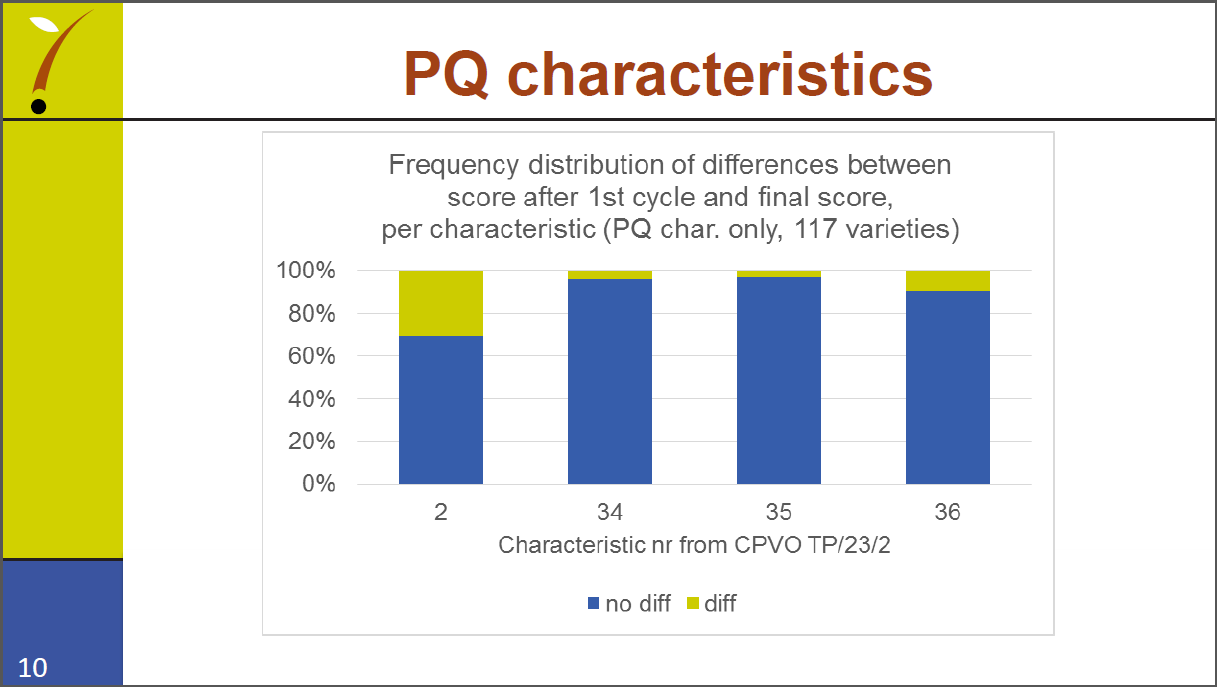 PQ characteristics
Frequency distribution of differences between
score after 1st cycle and final score,
per characteristic (PQ char. only, 117 varieties)
100%
80%
60%
40%
20%
0%
2 34 35 36
Characteristic nr from CPVO TP/23/2
no diff diff
10